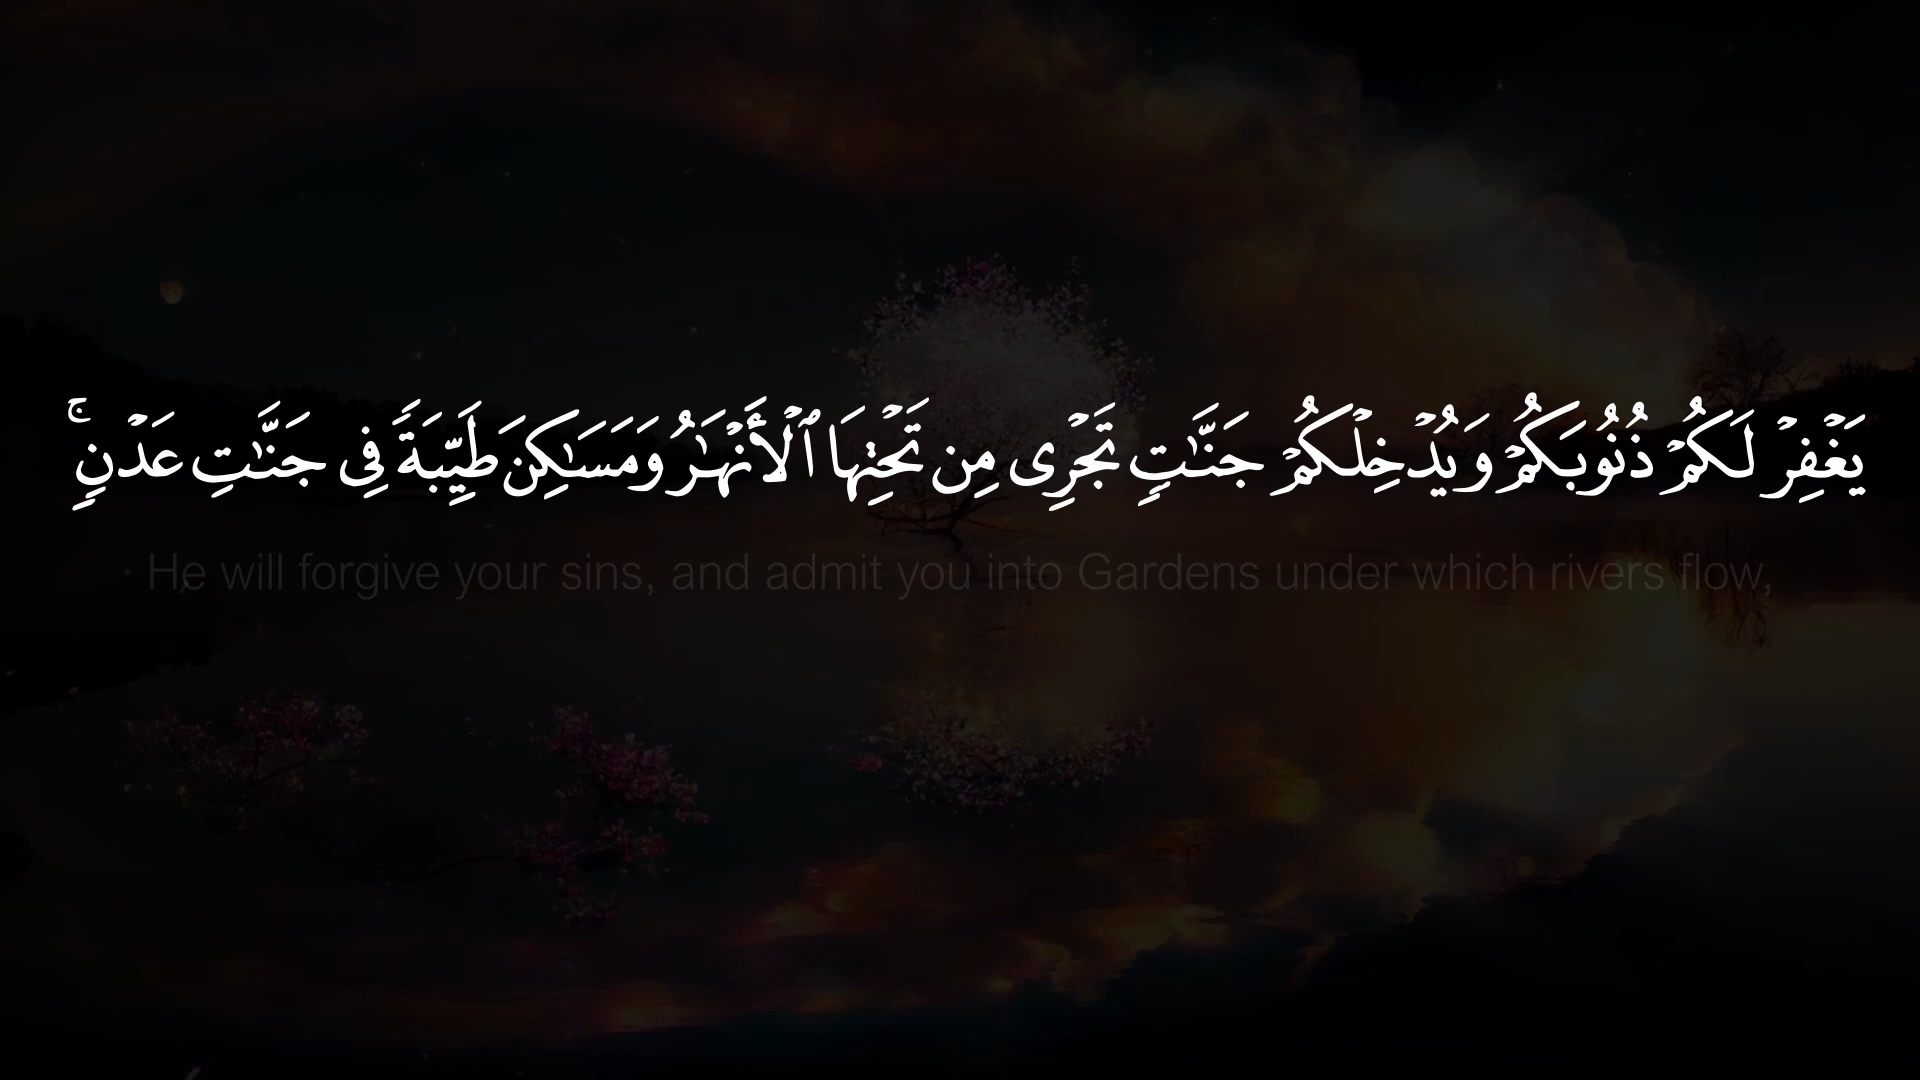 يَغْفِرْ لَكُمْ ذُنُوبَكُمْ وَيُدْخِلْكُمْ جَنَّـٰتٍ تَجْرِى مِن تَحْتِهَا ٱلْأَنْهَـٰرُ وَمَسَـٰكِنَ طَيِّبَةً فِى جَنَّـٰتِ عَدْنٍ ۚ
He will forgive your sins, and admit you into Gardens under which rivers flow,